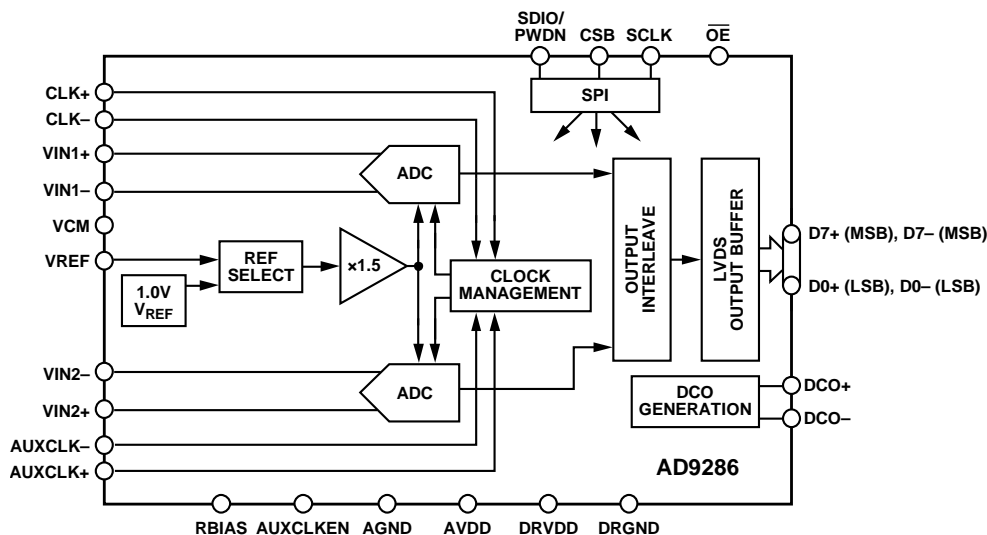 SDIO/
PWDN
CSB
SCLK
OE
CLK+
CLK–
VIN1+
VIN1–
VCM
VREF
VIN2–
VIN2+
AUXCLK–
AUXCLK+
SPI
ADC
REF
SELECT
×1.5
1.0V
VREF
CLOCK
MANAGEMENT
ADC
OUTPUT
INTERLEAVE
LVDS
OUTPUT BUFFER
D7+ (MSB), D7– (MSB)
D0+ (LSB), D0– (LSB)
DCO
GENERATION
DCO+
DCO–
AD9286
RBIAS
AUXCLKEN
AGND
AVDD
DRVDD
DRGND